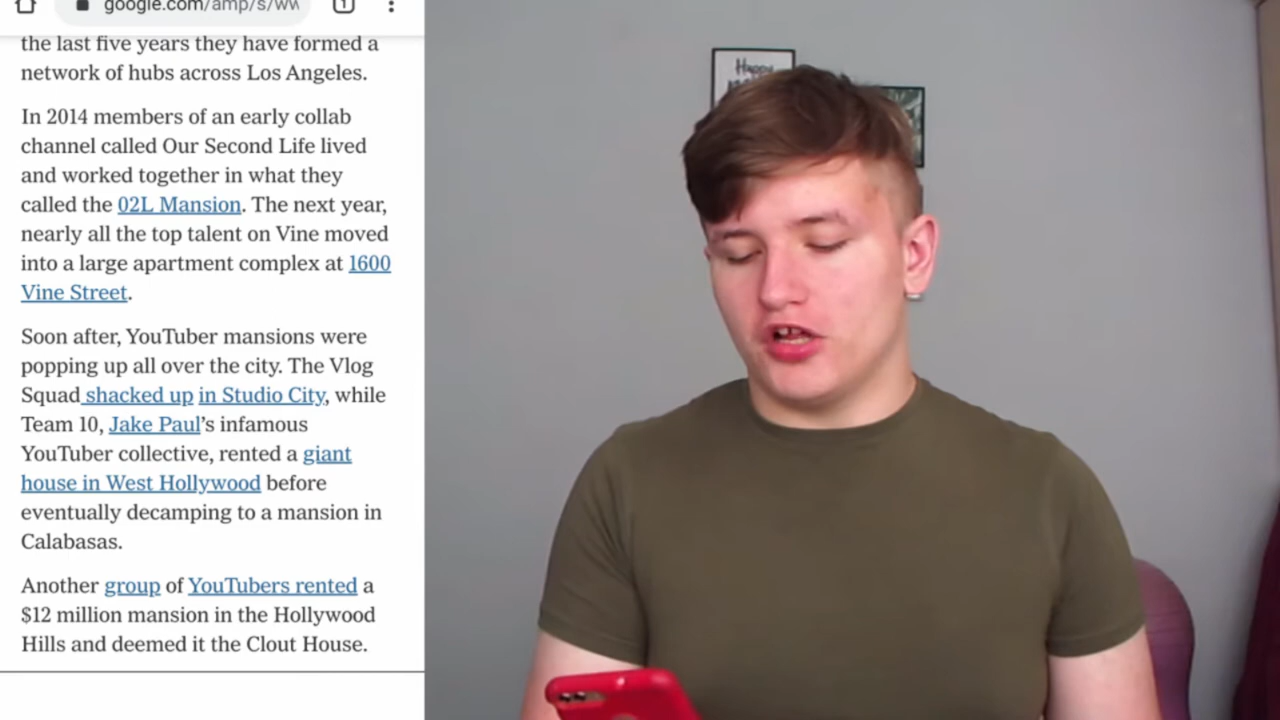 google.com/amp/s/ww
1
the last five years they have formed a
network of hubs across Los Angeles.
In 2014 members of an early collab
channel called Our Second Life lived
and worked together in what they
called the 02L Mansion. The next year,
nearly all the top talent on Vine moved
into a large apartment complex at 1600
Vine Street.
Soon after, YouTuber mansions were
popping up all over the city. The Vlog
Squad shacked up in Studio City, while
Team 10, Jake Paul's infamous
YouTuber collective, rented a giant
house in West Hollywood before
eventually decamping to a mansion in
Calabasas.
Another group of YouTubers rented a
$12 million mansion in the Hollywood
Hills and deemed it the Clout House.
Happy